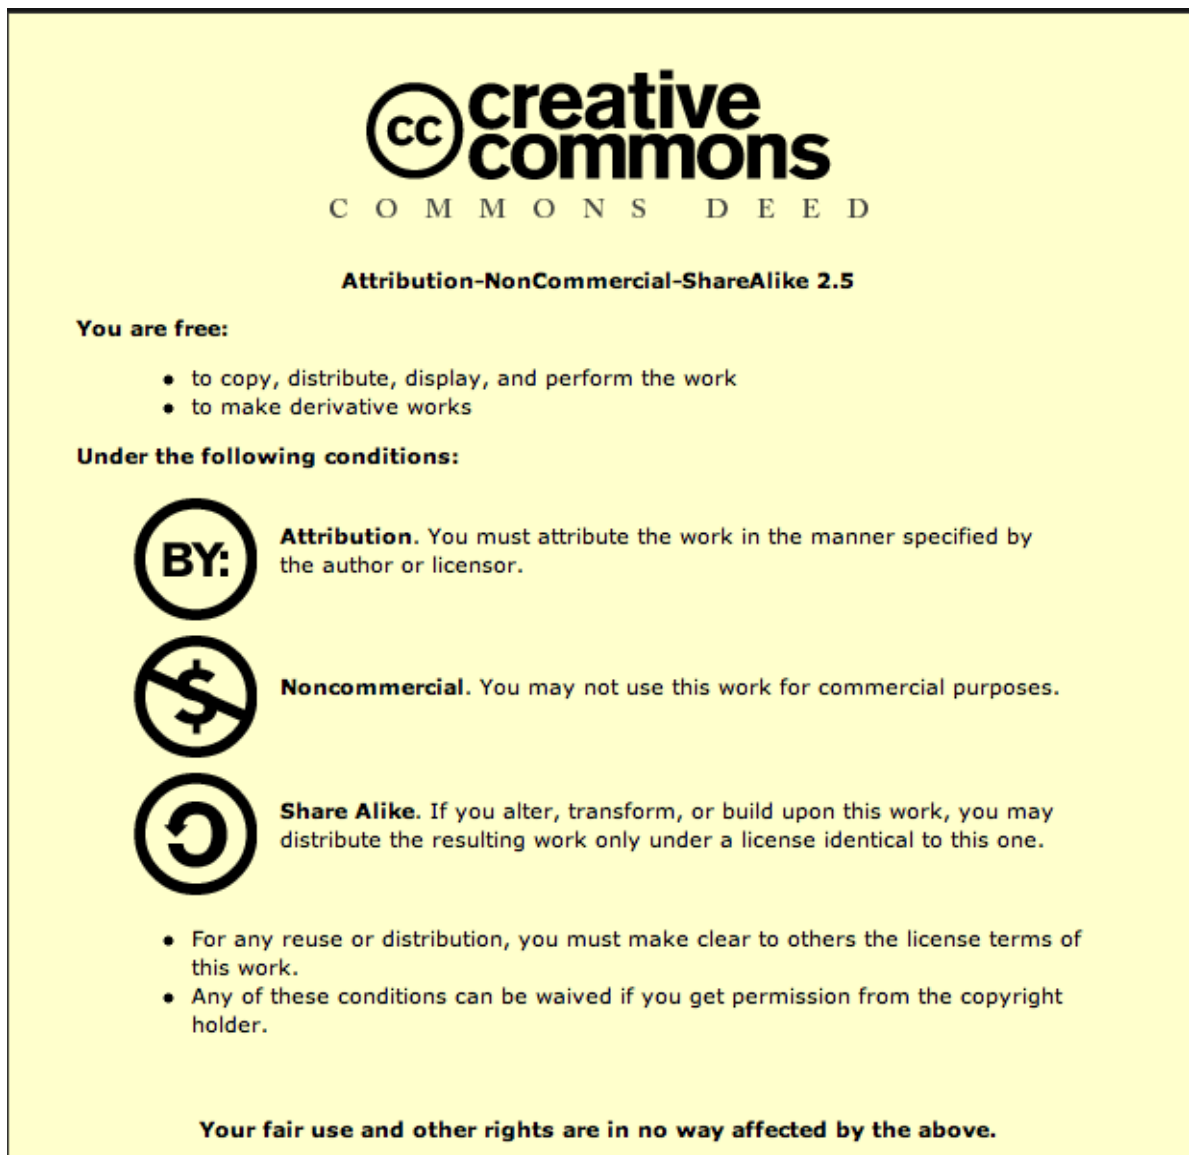 cc creative
commons
COMMONS DEED
Attribution-NonCommercial-ShareAlike 2.5
You are free:
• to copy, distribute, display, and perform the work
• to make derivative works
Under the following conditions:
BY:
Attribution. You must attribute the work in the manner specified by
the author or licensor.
$
Noncommercial. You may not use this work for commercial purposes.
Share Alike. If you alter, transform, or build upon this work, you may
distribute the resulting work only under a license identical to this one.
• For any reuse or distribution, you must make clear to others the license terms of
this work.
• Any of these conditions can be waived if you get permission from the copyright
holder.
Your fair use and other rights are in no way affected by the above.